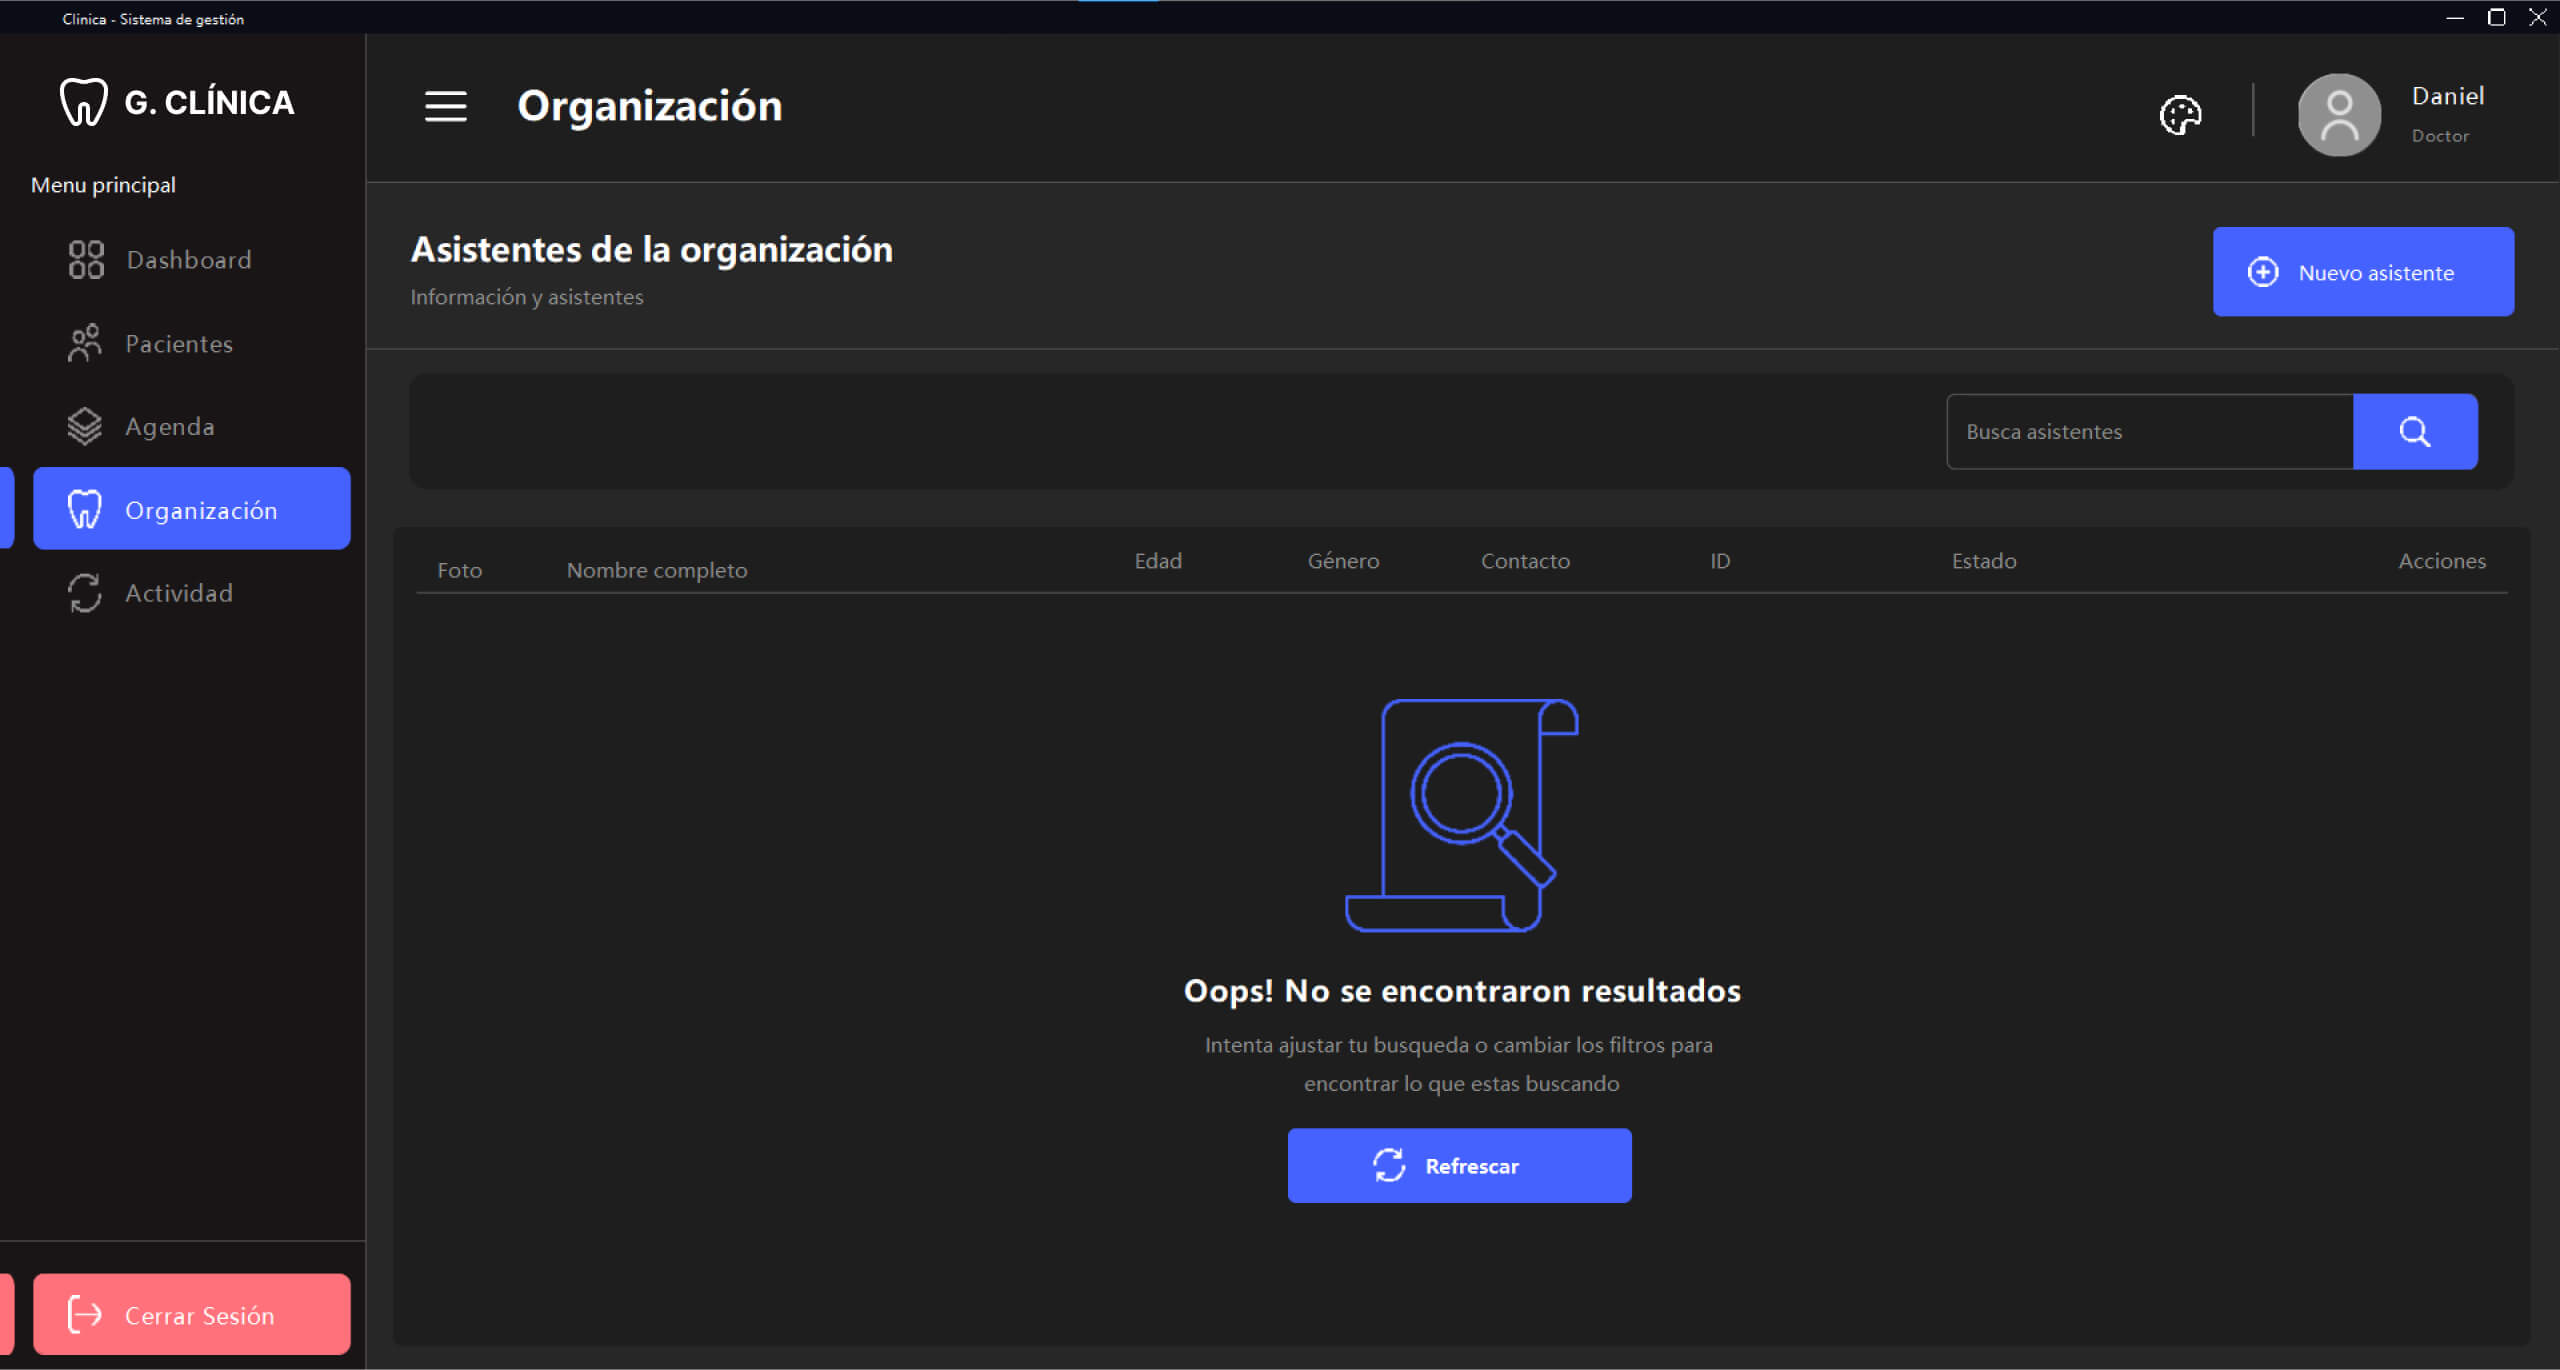 Clinica - Sistema de gestión
G. CLÍNICA
Organización
Daniel
Doctor
Menu principal
Dashboard
Pacientes
Agenda
Organización
Actividad
Cerrar Sesión
Asistentes de la organización
Información y asistentes
Nuevo asistente
Busca asistentes
Foto Nombre completo Edad Género Contacto ID Estado Acciones
Oops! No se encontraron resultados
Intenta ajustar tu busqueda o cambiar los filtros para
encontrar lo que estas buscando
Refrescar